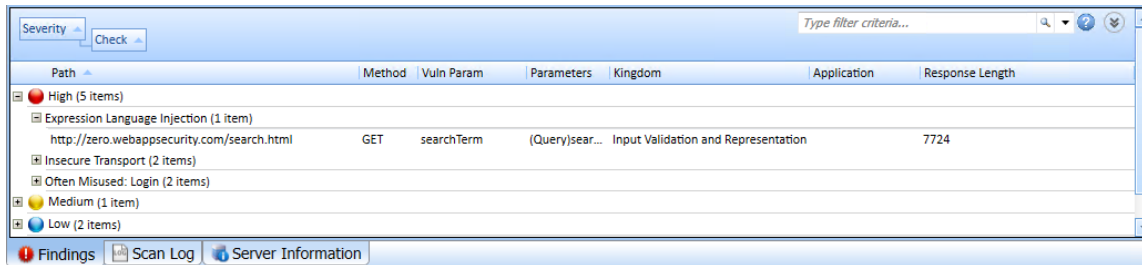 Severity
Check
Type filter criteria...
Path Method Vuln Param Parameters Kingdom Application Response Length
High (5 items)
Expression Language Injection (1 item)
http://zero.webappsecurity.com/search.html GET searchTerm (Query)sear... Input Validation and Representation 7724
Insecure Transport (2 items)
Often Misused: Login (2 items)
Medium (1 item)
Low (2 items)
Findings Scan Log Server Information